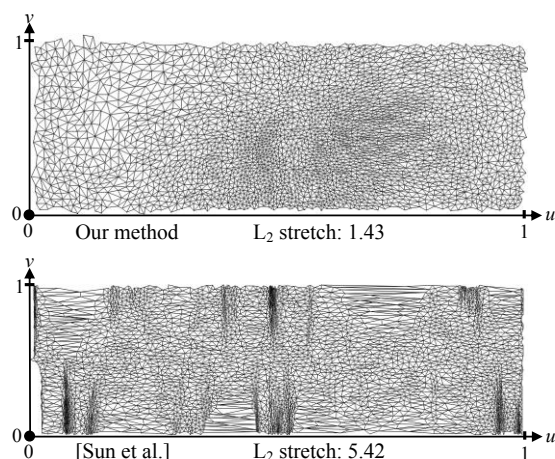 v
1
0
u
0 1
Our method L₂ stretch: 1.43
v
1
0
u
0 1
[Sun et al.] L₂ stretch: 5.42